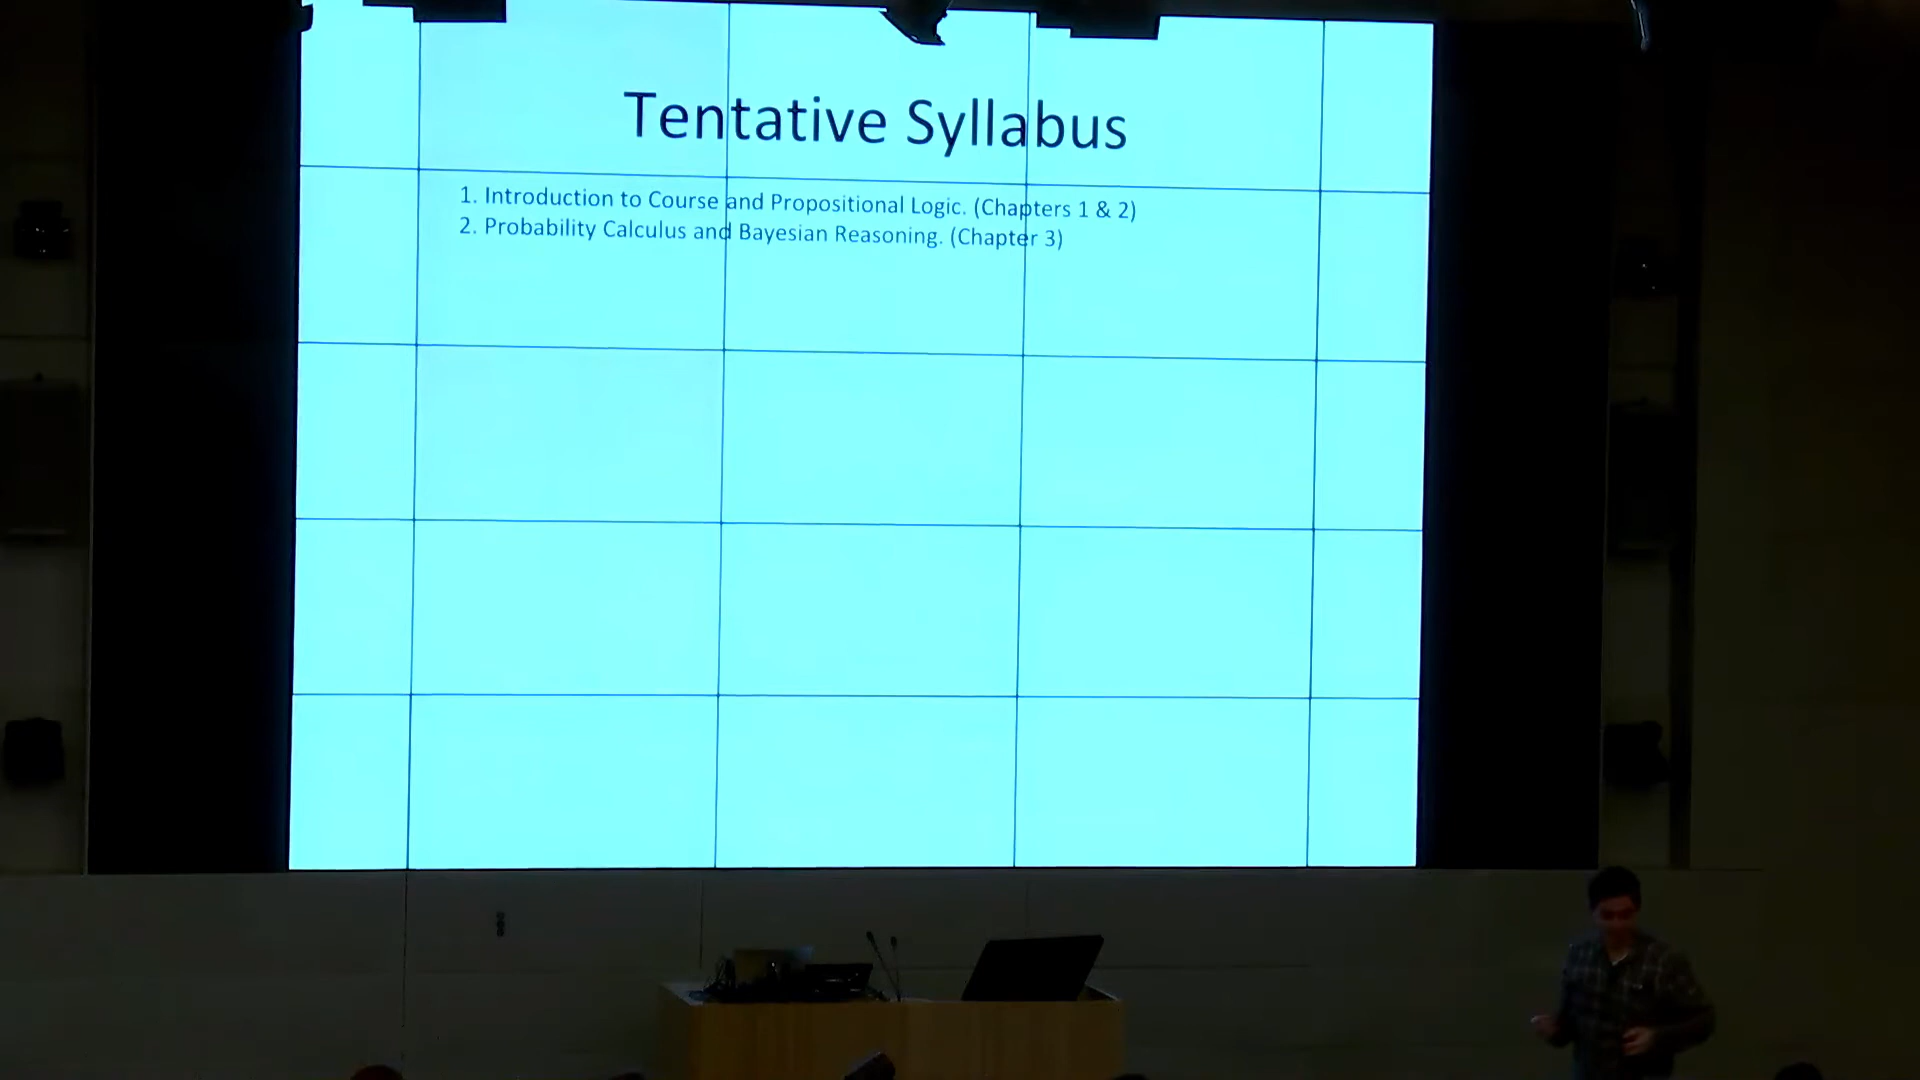 Tentative Syllabus
1. Introduction to Course and Propositional Logic. (Chapters 1 & 2)
2. Probability Calculus and Bayesian Reasoning. (Chapter 3)